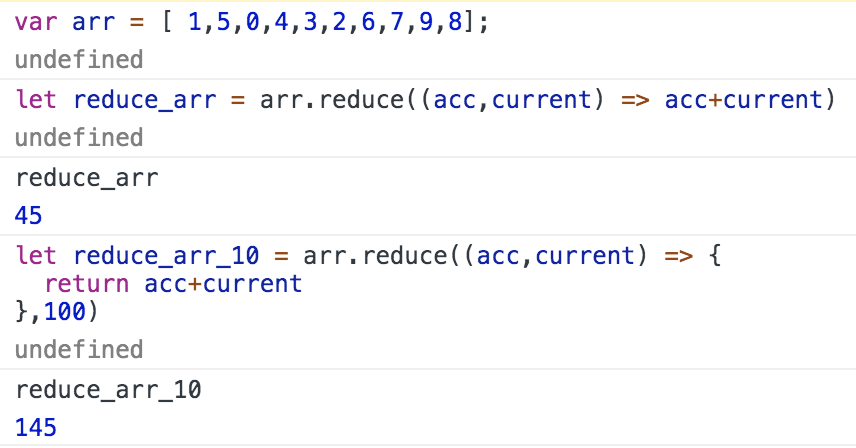 var arr = [ 1,5,0,4,3,2,6,7,9,8];
undefined
let reduce_arr = arr.reduce((acc,current) => acc+current)
undefined
reduce_arr
45
let reduce_arr_10 = arr.reduce((acc,current) => {
  return acc+current
},100)
undefined
reduce_arr_10
145